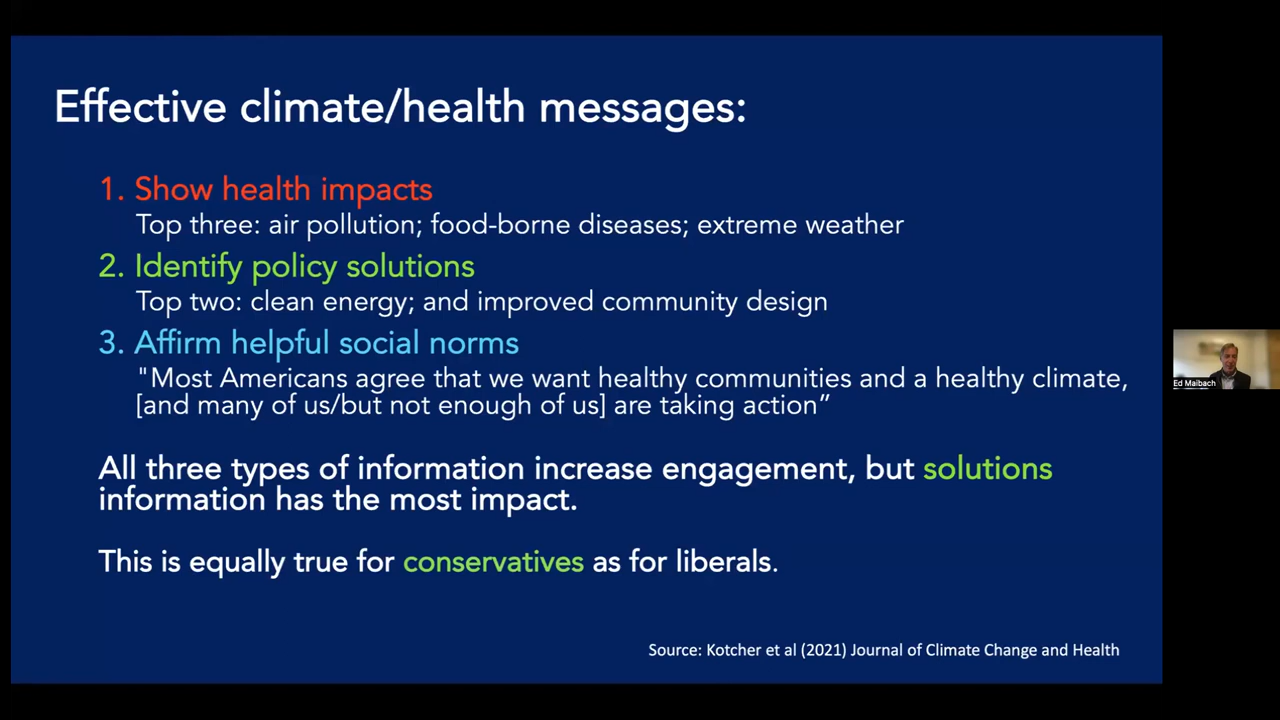 Effective climate/health messages:
1. Show health impacts
Top three: air pollution; food-borne diseases; extreme weather
2. Identify policy solutions
Top two: clean energy; and improved community design
3. Affirm helpful social norms
"Most Americans agree that we want healthy communities and a healthy climate,
[and many of us/but not enough of us] are taking action”
All three types of information increase engagement, but solutions
information has the most impact.
This is equally true for conservatives as for liberals.
Source: Kotcher et al (2021) Journal of Climate Change and Health
Ed Maibach